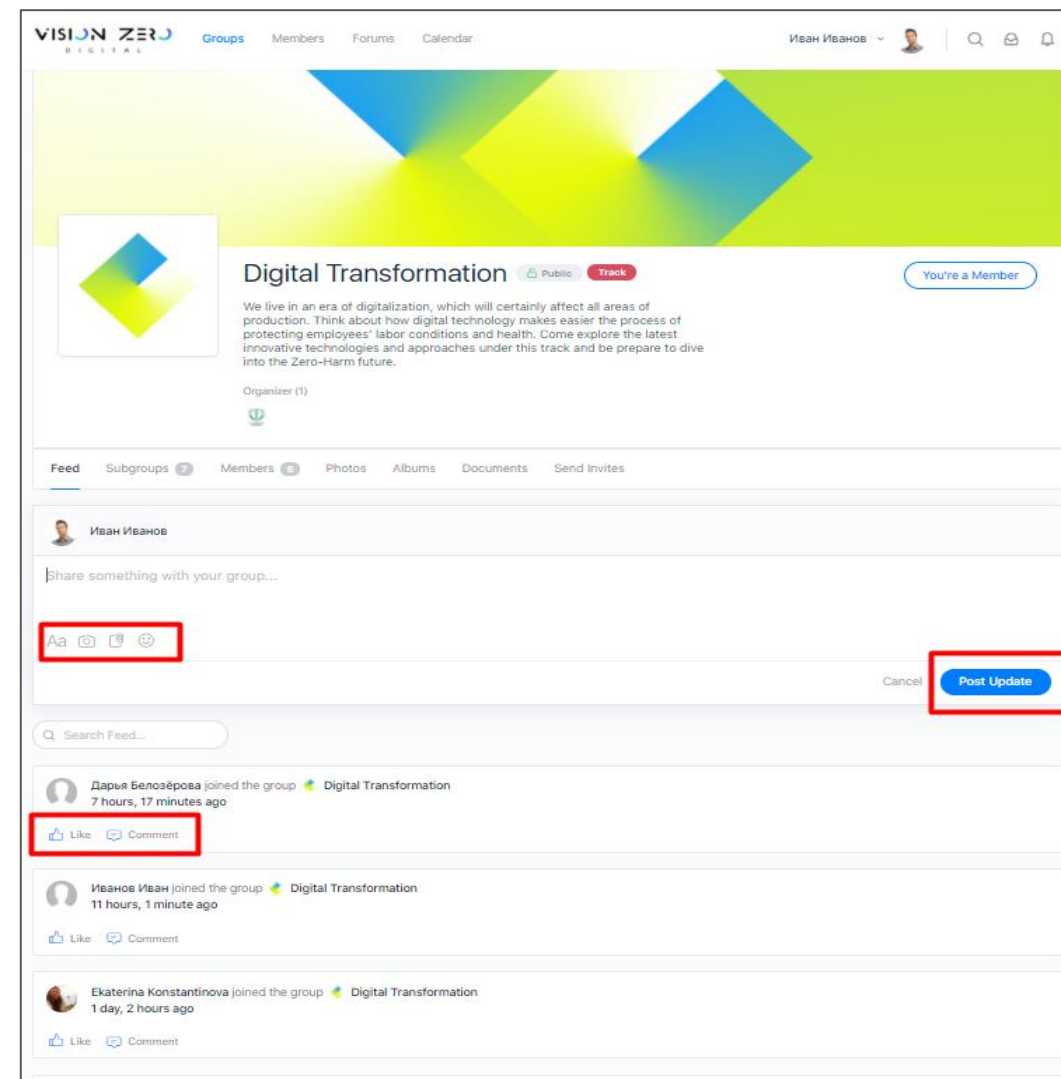 VISION ZERO
DIGITAL
Groups Members Forums Calendar
Иван Иванов
Digital Transformation Public Track
You're a Member
We live in an era of digitalization, which will certainly affect all areas of
production. Think about how digital technology makes easier the process of
protecting employees' labor conditions and health. Come explore the latest
innovative technologies and approaches under this track and be prepare to dive
into the Zero-Harm future.
Organizer (1)
Feed Subgroups 7 Members Photos Albums Documents Send Invites
Иван Иванов
Share something with your group...
Aa
Cancel Post Update
Search Feed...
Дарья Белозёрова joined the group Digital Transformation
7 hours, 17 minutes ago
Like Comment
Иванов Иван joined the group Digital Transformation
11 hours, 1 minute ago
Like Comment
Ekaterina Konstantinova joined the group Digital Transformation
1 day, 2 hours ago
Like Comment